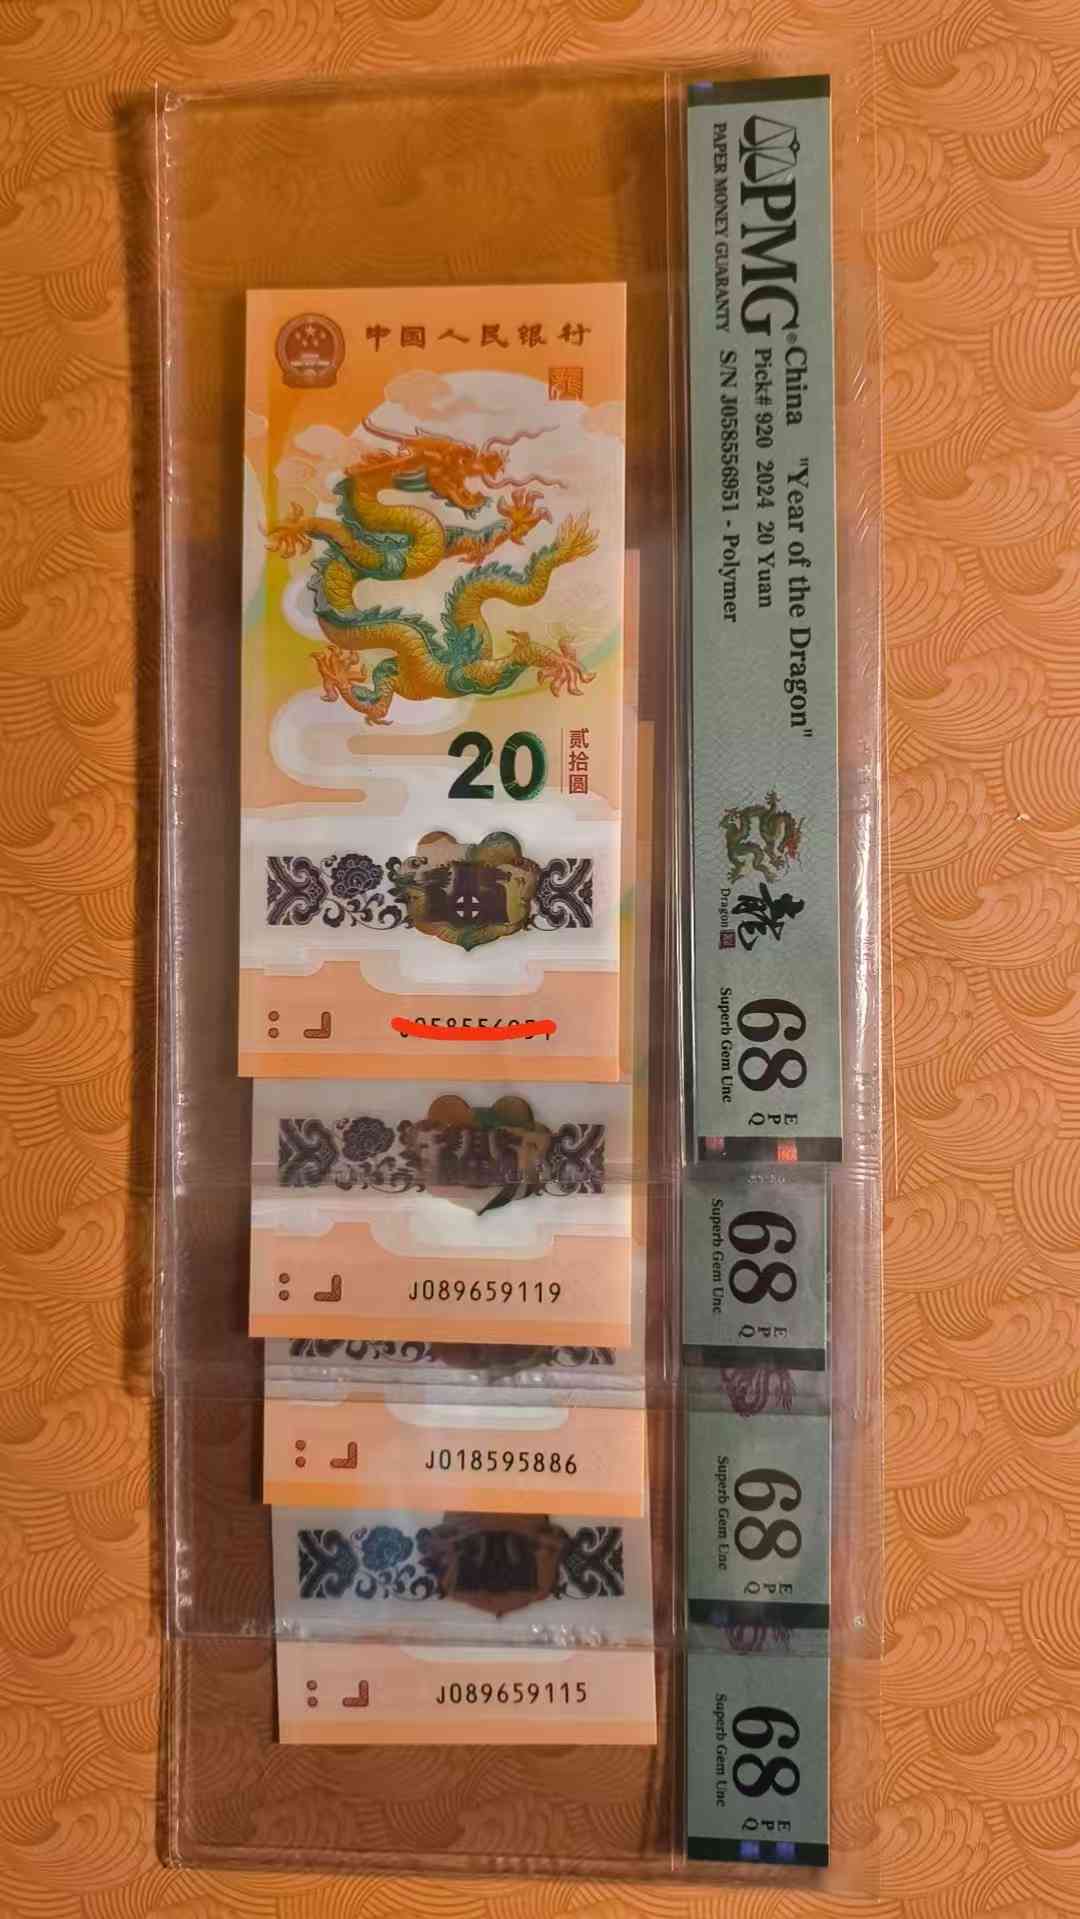 中国人民银行
20
贰拾圆
J058556951
PMG
PAPER MONEY GUARANTY
China "Year of the Dragon"
Pick# 920 2024 20 Yuan
S/N J058556951 - Polymer
龍
Dragon
68 EPQ
Superb Gem Unc
J089659119
68 EPQ
Superb Gem Unc
J018595886
68 EPQ
Superb Gem Unc
J089659115
68 EPQ
Superb Gem Unc